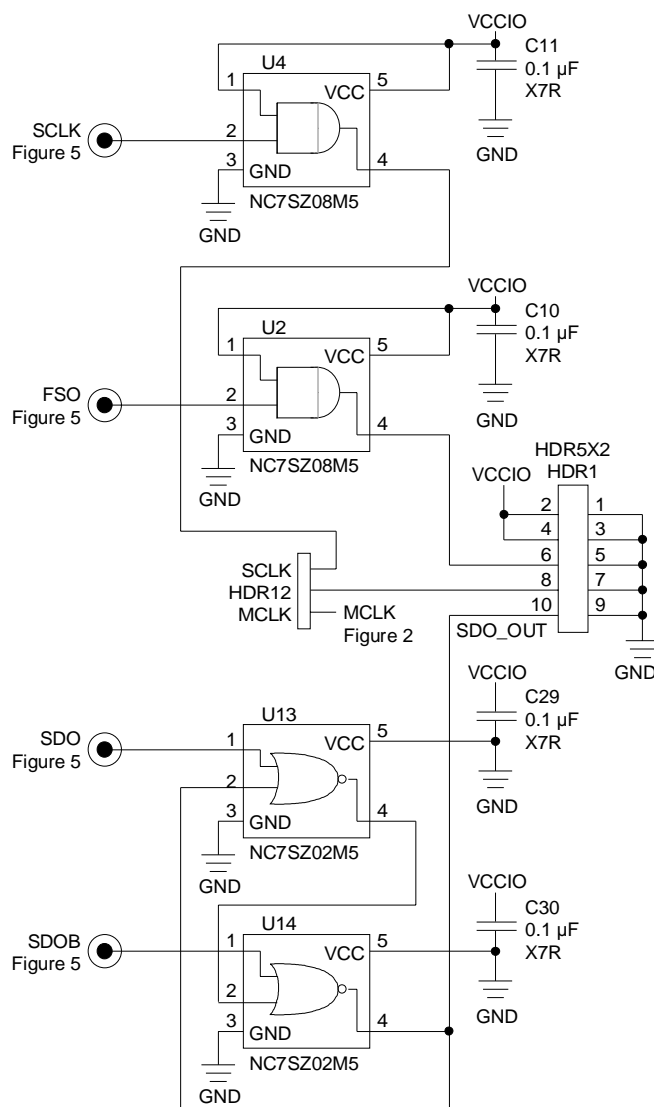 VCCIO
C11
0.1 µF
X7R
GND
U4
1
5
VCC
SCLK
Figure 5
2
3
GND
4
NC7SZ08M5
GND
VCCIO
C10
0.1 µF
X7R
GND
U2
1
5
VCC
FSO
Figure 5
2
3
GND
4
NC7SZ08M5
GND
HDR5X2
HDR1
VCCIO
2
1
4
3
6
5
8
7
10
9
SDO_OUT
GND
SCLK
HDR12
MCLK
MCLK
Figure 2
VCCIO
C29
0.1 µF
X7R
GND
U13
SDO
Figure 5
1
5
VCC
2
3
GND
4
NC7SZ02M5
GND
VCCIO
C30
0.1 µF
X7R
GND
U14
SDOB
Figure 5
1
5
VCC
2
3
GND
4
NC7SZ02M5
GND